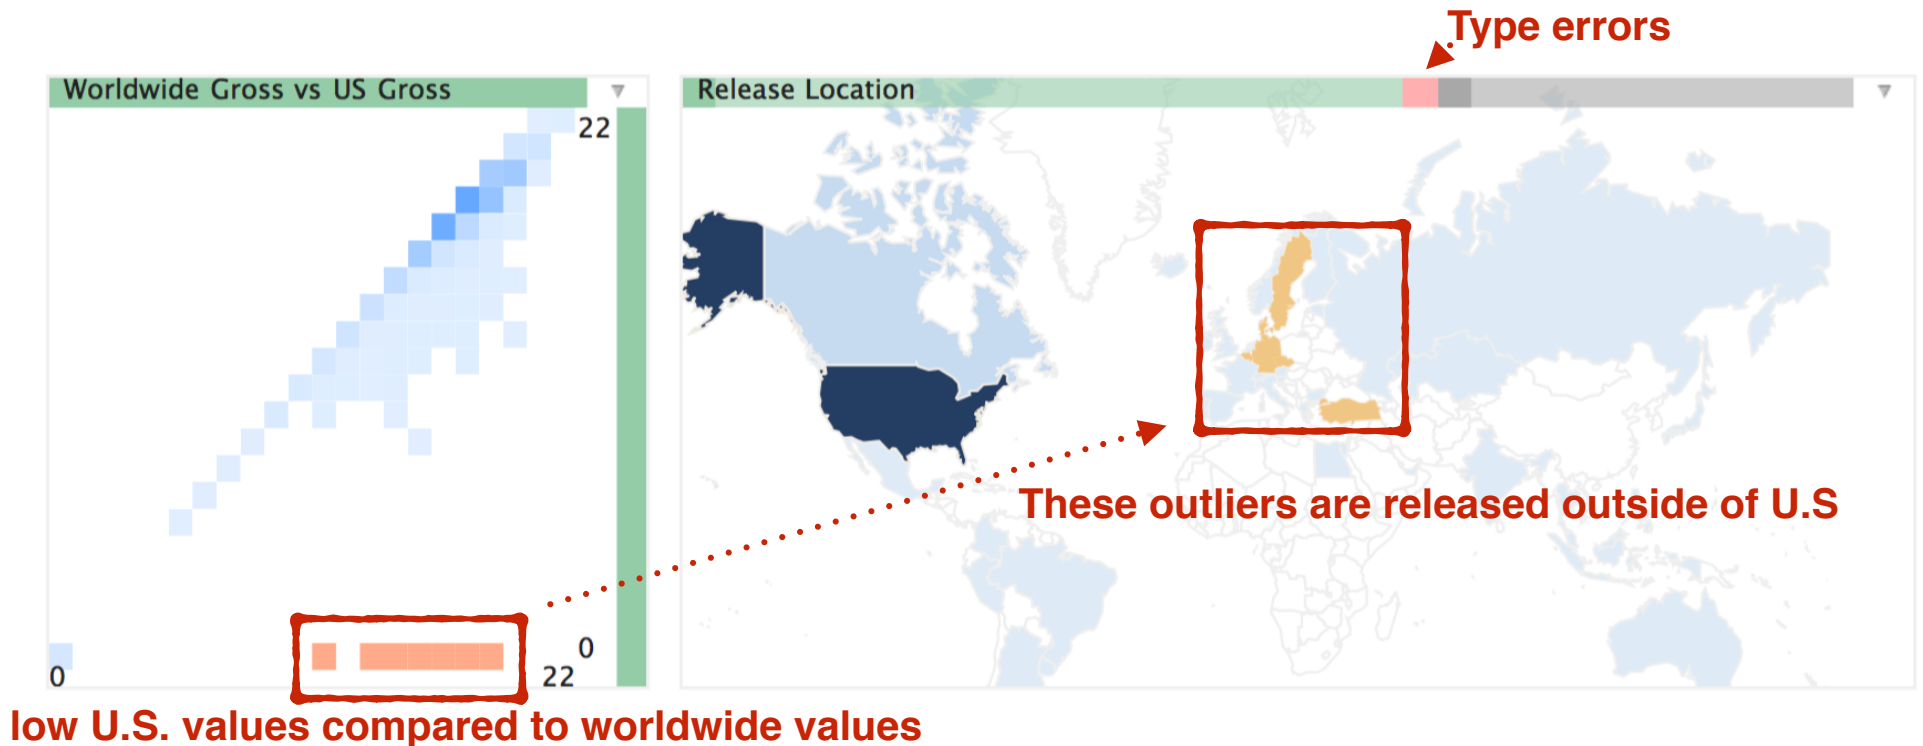 Type errors
Worldwide Gross vs US Gross
Release Location
22
These outliers are released outside of U.S
0
0
22
low U.S. values compared to worldwide values